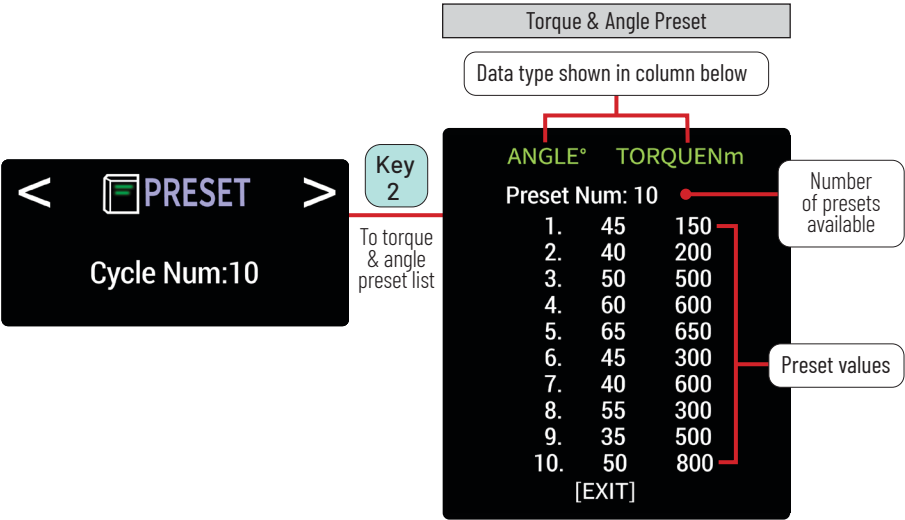 Torque & Angle Preset
Data type shown in column below
< PRESET >
Cycle Num:10
Key
2
To torque
& angle
preset list
ANGLE° TORQUENm
Preset Num: 10
1. 45 150
2. 40 200
3. 50 500
4. 60 600
5. 65 650
6. 45 300
7. 40 600
8. 55 300
9. 35 500
10. 50 800
[EXIT]
Number
of presets
available
Preset values